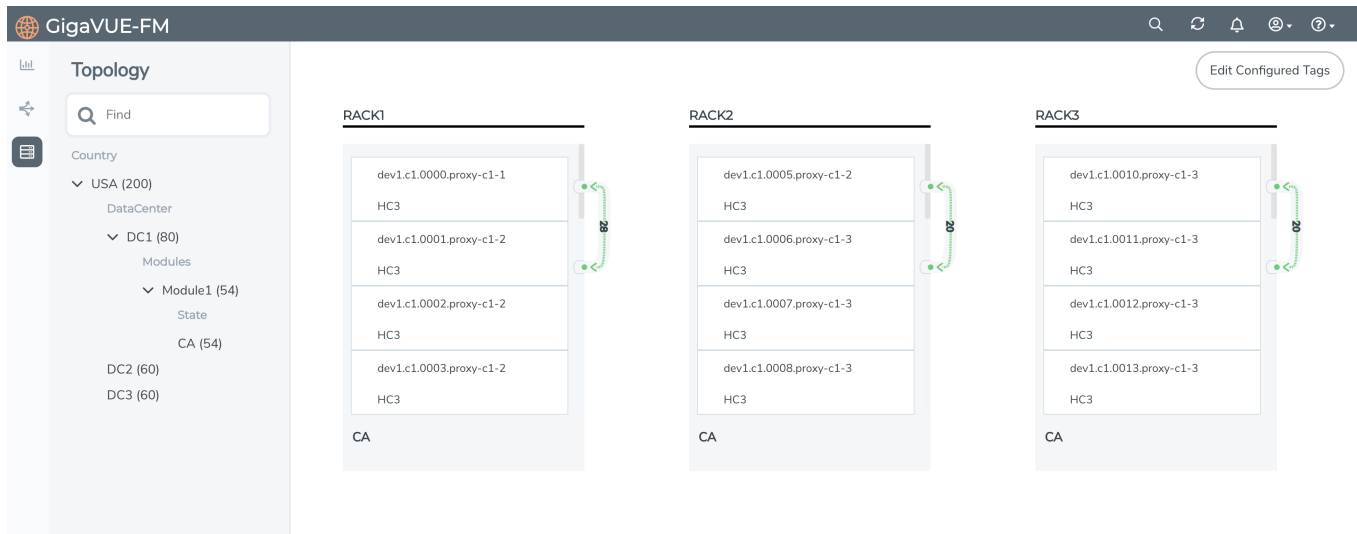 GigaVUE-FM
Topology
Find
Country
USA (200)
DataCenter
DC1 (80)
Modules
Module1 (54)
State
CA (54)
DC2 (60)
DC3 (60)
Edit Configured Tags
RACK1
dev1.c1.0000.proxy-c1-1
HC3
dev1.c1.0001.proxy-c1-2
HC3
dev1.c1.0002.proxy-c1-2
HC3
dev1.c1.0003.proxy-c1-2
HC3
CA
28
RACK2
dev1.c1.0005.proxy-c1-2
HC3
dev1.c1.0006.proxy-c1-3
HC3
dev1.c1.0007.proxy-c1-3
HC3
dev1.c1.0008.proxy-c1-3
HC3
CA
20
RACK3
dev1.c1.0010.proxy-c1-3
HC3
dev1.c1.0011.proxy-c1-3
HC3
dev1.c1.0012.proxy-c1-3
HC3
dev1.c1.0013.proxy-c1-3
HC3
CA
20